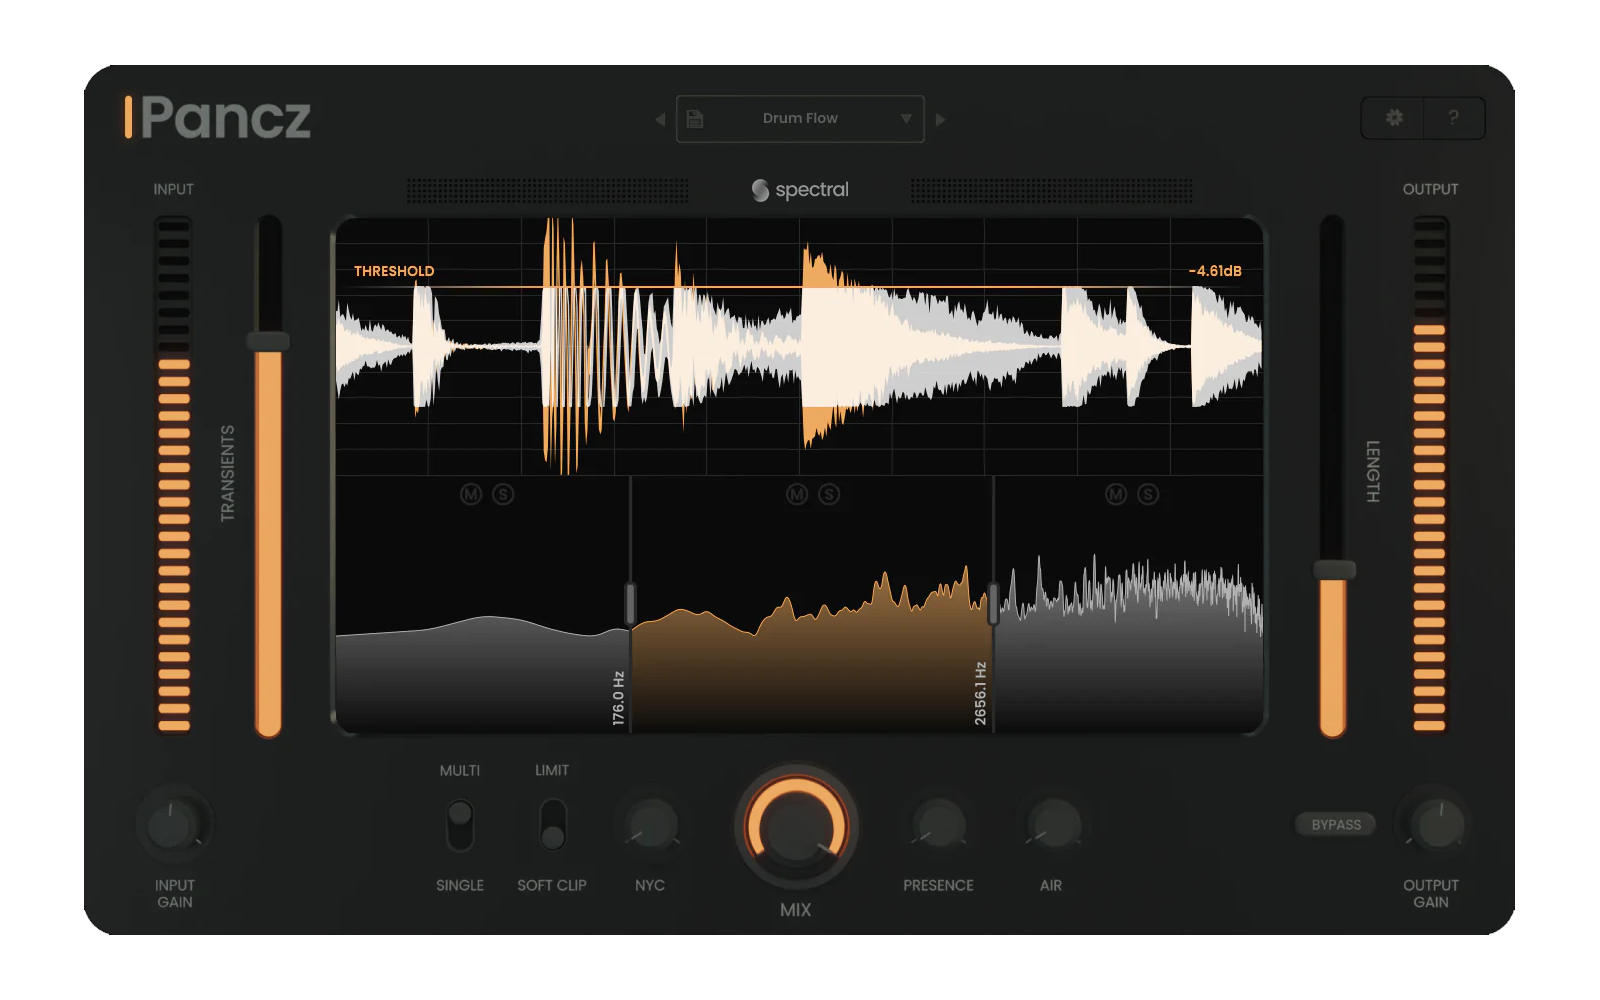 Pancz
Drum Flow
?
INPUT
spectral
OUTPUT
THRESHOLD
-4.61dB
TRANSIENTS
LENGTH
M S
M S
M S
176.0 Hz
2656.1 Hz
MULTI
LIMIT
BYPASS
SINGLE
SOFT CLIP
NYC
PRESENCE
AIR
INPUT
GAIN
MIX
OUTPUT
GAIN